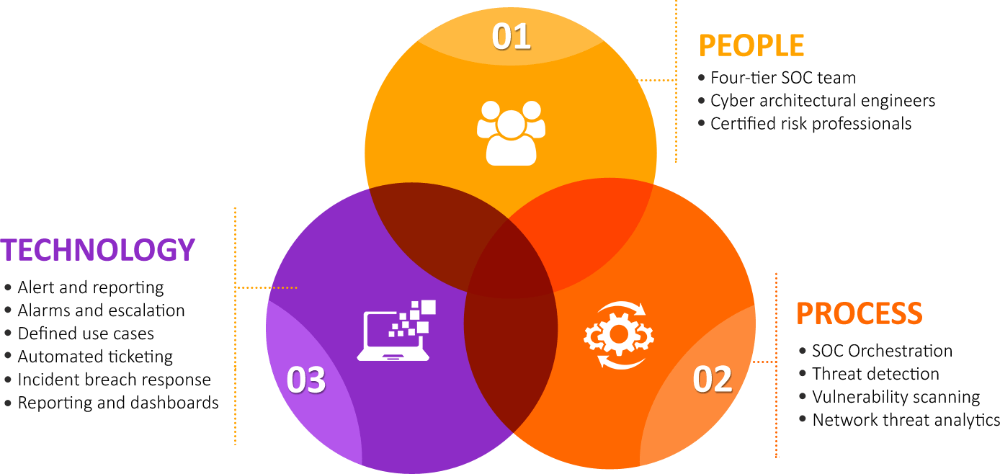 01
PEOPLE
• Four-tier SOC team
• Cyber architectural engineers
• Certified risk professionals
TECHNOLOGY
• Alert and reporting
• Alarms and escalation
• Defined use cases
• Automated ticketing
• Incident breach response
• Reporting and dashboards
03
02
PROCESS
• SOC Orchestration
• Threat detection
• Vulnerability scanning
• Network threat analytics